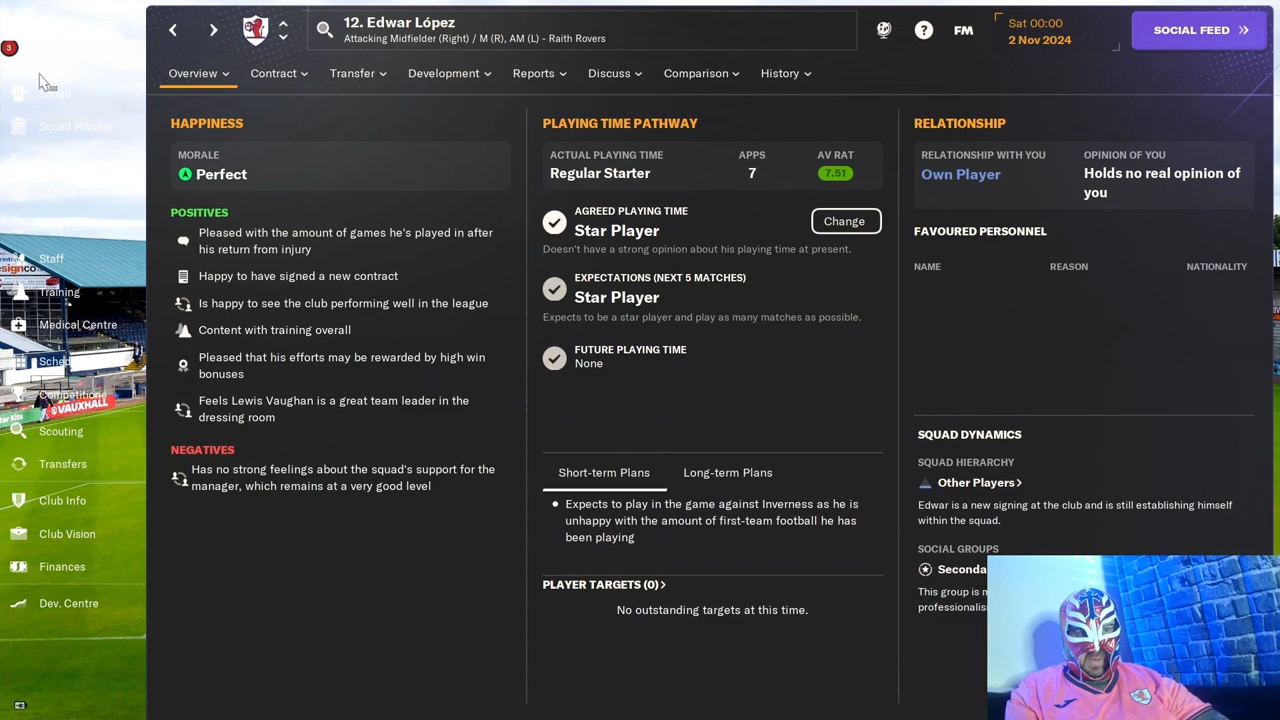 12. Edwar López
Attacking Midfielder (Right) / M (R), AM (L) - Raith Rovers
?
FM
Sat 00:00
2 Nov 2024
SOCIAL FEED
3
Overview
Contract
Transfer
Development
Reports
Discuss
Comparison
History
Squad
Squad Planner
Staff
Training
Medical Centre
Sched
Competitions
Scouting
Transfers
Club Info
Club Vision
Finances
Dev. Centre
signco
VAUXHALL
HAPPINESS
MORALE
Perfect
POSITIVES
Pleased with the amount of games he's played in after
his return from injury
Happy to have signed a new contract
Is happy to see the club performing well in the league
Content with training overall
Pleased that his efforts may be rewarded by high win
bonuses
Feels Lewis Vaughan is a great team leader in the
dressing room
NEGATIVES
Has no strong feelings about the squad's support for the
manager, which remains at a very good level
PLAYING TIME PATHWAY
ACTUAL PLAYING TIME APPS AV RAT
Regular Starter 7 7.51
AGREED PLAYING TIME
Star Player
Change
Doesn't have a strong opinion about his playing time at present.
EXPECTATIONS (NEXT 5 MATCHES)
Star Player
Expects to be a star player and play as many matches as possible.
FUTURE PLAYING TIME
None
Short-term Plans Long-term Plans
Expects to play in the game against Inverness as he is
unhappy with the amount of first-team football he has
been playing
PLAYER TARGETS (0)
No outstanding targets at this time.
RELATIONSHIP
RELATIONSHIP WITH YOU
Own Player
OPINION OF YOU
Holds no real opinion of
you
FAVOURED PERSONNEL
NAME REASON NATIONALITY
SQUAD DYNAMICS
SQUAD HIERARCHY
Other Players
Edwar is a new signing at the club and is still establishing himself
within the squad.
SOCIAL GROUPS
Seconda
This group is m
professionalis